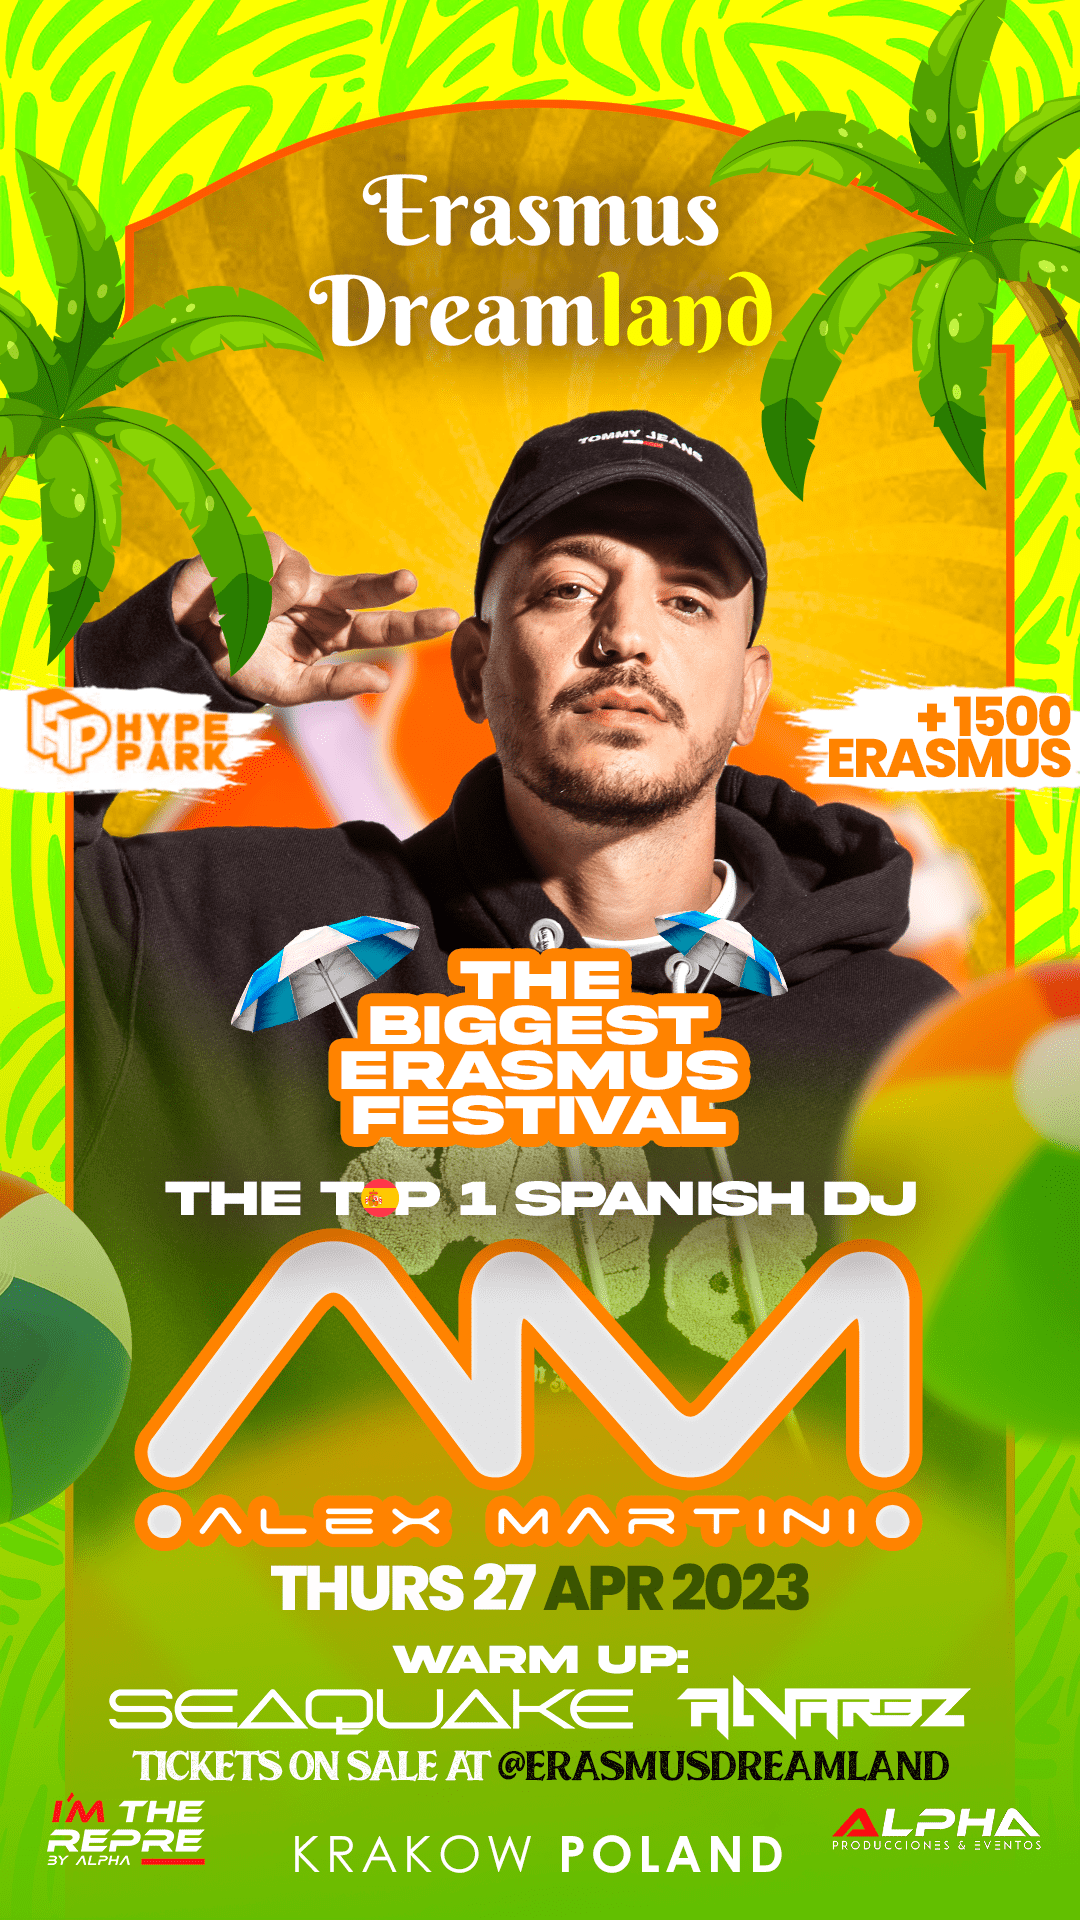 Erasmus
Dreamland
TOMMY JEANS
HP HYPE
PARK
+1500
ERASMUS
THE
BIGGEST
ERASMUS
FESTIVAL
THE TOP 1 SPANISH DJ
AM
ALEX MARTINI
THURS 27 APR 2023
WARM UP:
SEAQUAKE ALVAR3Z
TICKETS ON SALE AT @ERASMUSDREAMLAND
I'M THE
REPRE
BY ALPHA
KRAKOW POLAND
ALPHA
PRODUCCIONES & EVENTOS